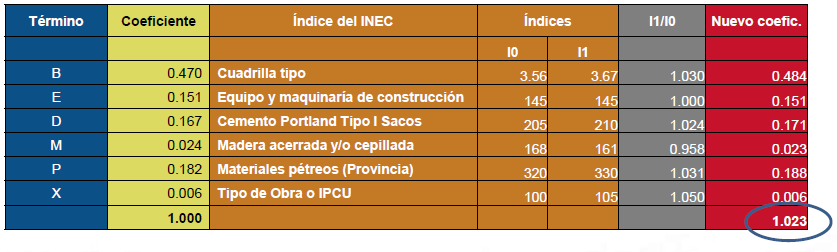 Término Coeficiente Índice del INEC Índices I1/I0 Nuevo coefic.
I0 I1
B 0.470 Cuadrilla tipo 3.56 3.67 1.030 0.484
E 0.151 Equipo y maquinaría de construcción 145 145 1.000 0.151
D 0.167 Cemento Portland Tipo I Sacos 205 210 1.024 0.171
M 0.024 Madera acerrada y/o cepillada 168 161 0.958 0.023
P 0.182 Materiales pétreos (Provincia) 320 330 1.031 0.188
X 0.006 Tipo de Obra o IPCU 100 105 1.050 0.006
1.000 1.023